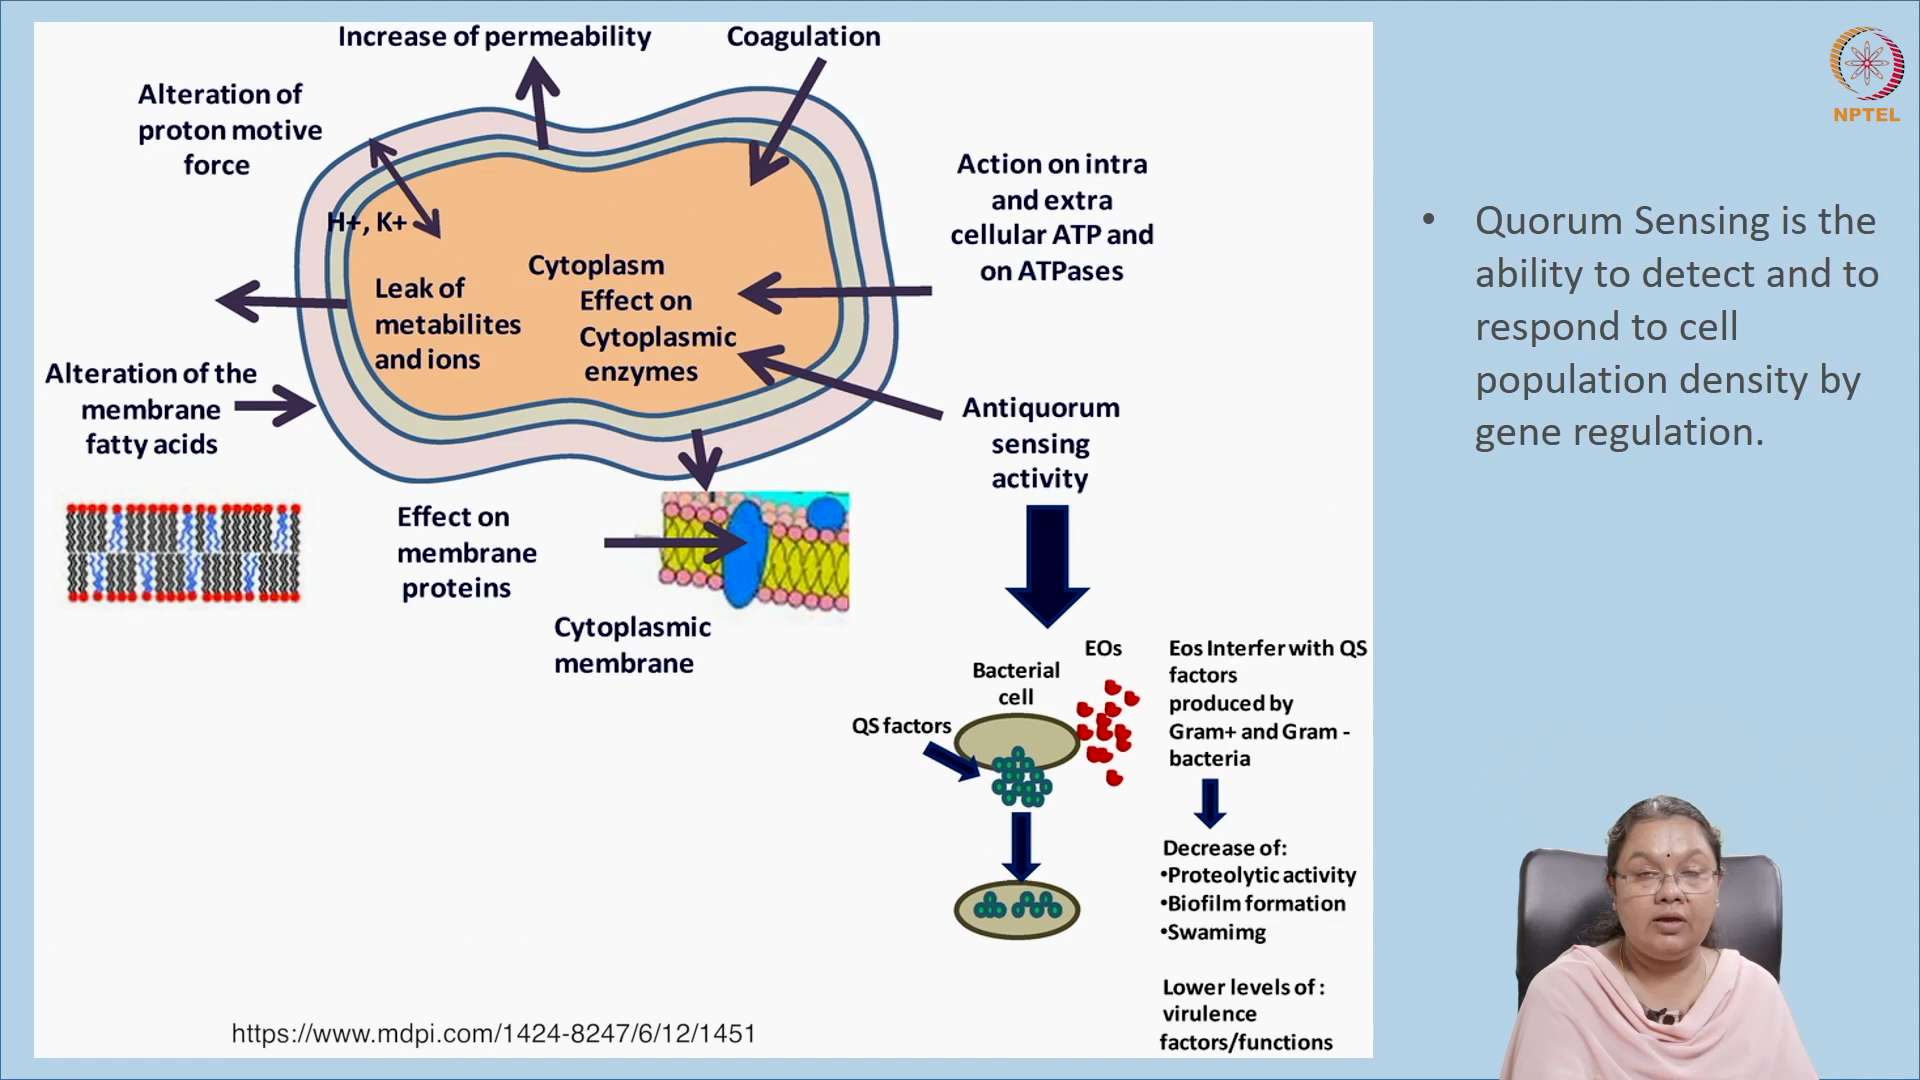 Increase of permeability
Coagulation
Alteration of
proton motive
force
H+, K+
Leak of
metabilites
and ions
Cytoplasm
Effect on
Cytoplasmic
enzymes
Action on intra
and extra
cellular ATP and
on ATPases
Alteration of the
membrane
fatty acids
Effect on
membrane
proteins
Cytoplasmic
membrane
Antiquorum
sensing
activity
EOs
Bacterial
cell
QS factors
Eos Interfer with QS
factors
produced by
Gram+ and Gram -
bacteria
Decrease of:
•Proteolytic activity
•Biofilm formation
•Swamimg
Lower levels of :
virulence
factors/functions
https://www.mdpi.com/1424-8247/6/12/1451
NPTEL
• Quorum Sensing is the
ability to detect and to
respond to cell
population density by
gene regulation.